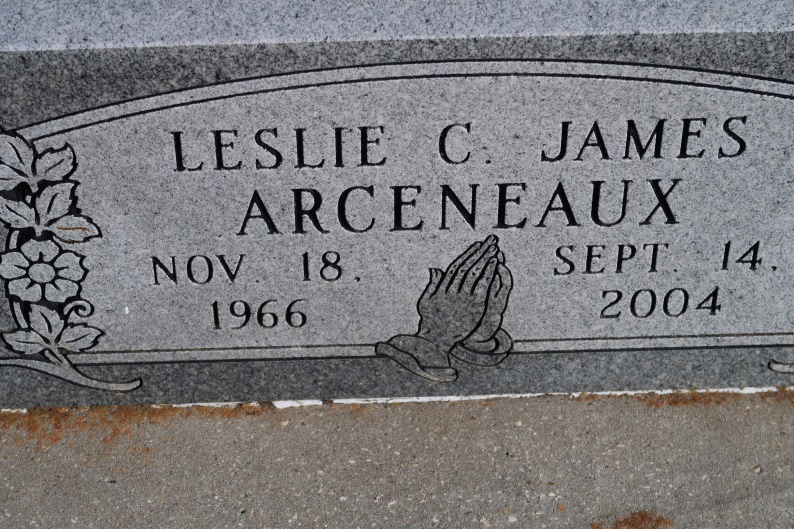 LESLIE C. JAMES
ARCENEAUX
NOV. 18, SEPT. 14,
1966 2004